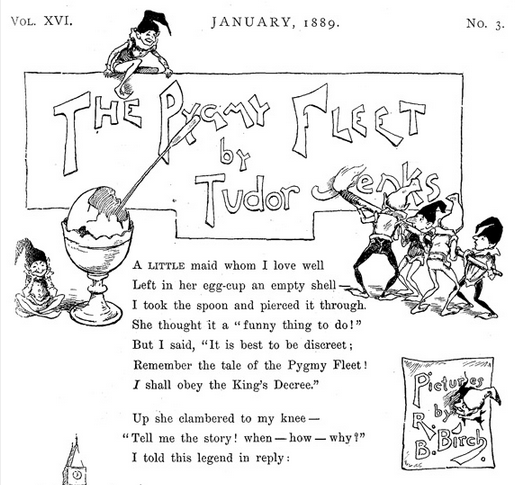 VOL. XVI. JANUARY, 1889. No. 3.
THE PYGMY FLEET
by
Tudor Jenks
A LITTLE maid whom I love well
Left in her egg-cup an empty shell—
I took the spoon and pierced it through.
She thought it a “funny thing to do!”
But I said, “It is best to be discreet;
Remember the tale of the Pygmy Fleet!
I shall obey the King’s Decree.”
Up she clambered to my knee—
“Tell me the story! when—how—why?”
I told this legend in reply:
Pictures
by
R.
B. Birch.